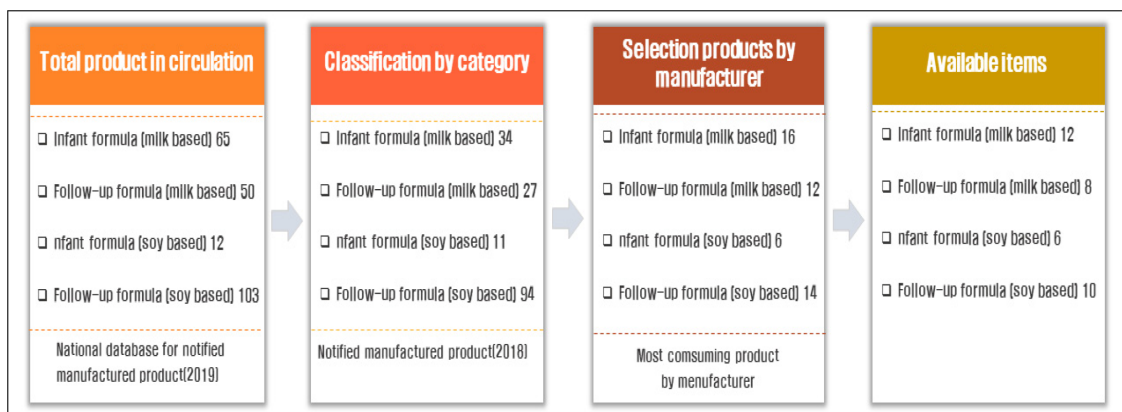 Total product in circulation
❑ Infant formula (milk based) 65
❑ Follow-up formula (milk based) 50
❑ nfant formula (soy based) 12
❑ Follow-up formula (soy based) 103
National database for notified
manufactured product(2019)
Classification by category
❑ Infant formula (milk based) 34
❑ Follow-up formula (milk based) 27
❑ nfant formula (soy based) 11
❑ Follow-up formula (soy based) 94
Notified manufactured product(2018)
Selection products by
manufacturer
❑ Infant formula (milk based) 16
❑ Follow-up formula (milk based) 12
❑ nfant formula (soy based) 6
❑ Follow-up formula (soy based) 14
Most comsuming product
by menufacturer
Available items
❑ Infant formula (milk based) 12
❑ Follow-up formula (milk based) 8
❑ nfant formula (soy based) 6
❑ Follow-up formula (soy based) 10